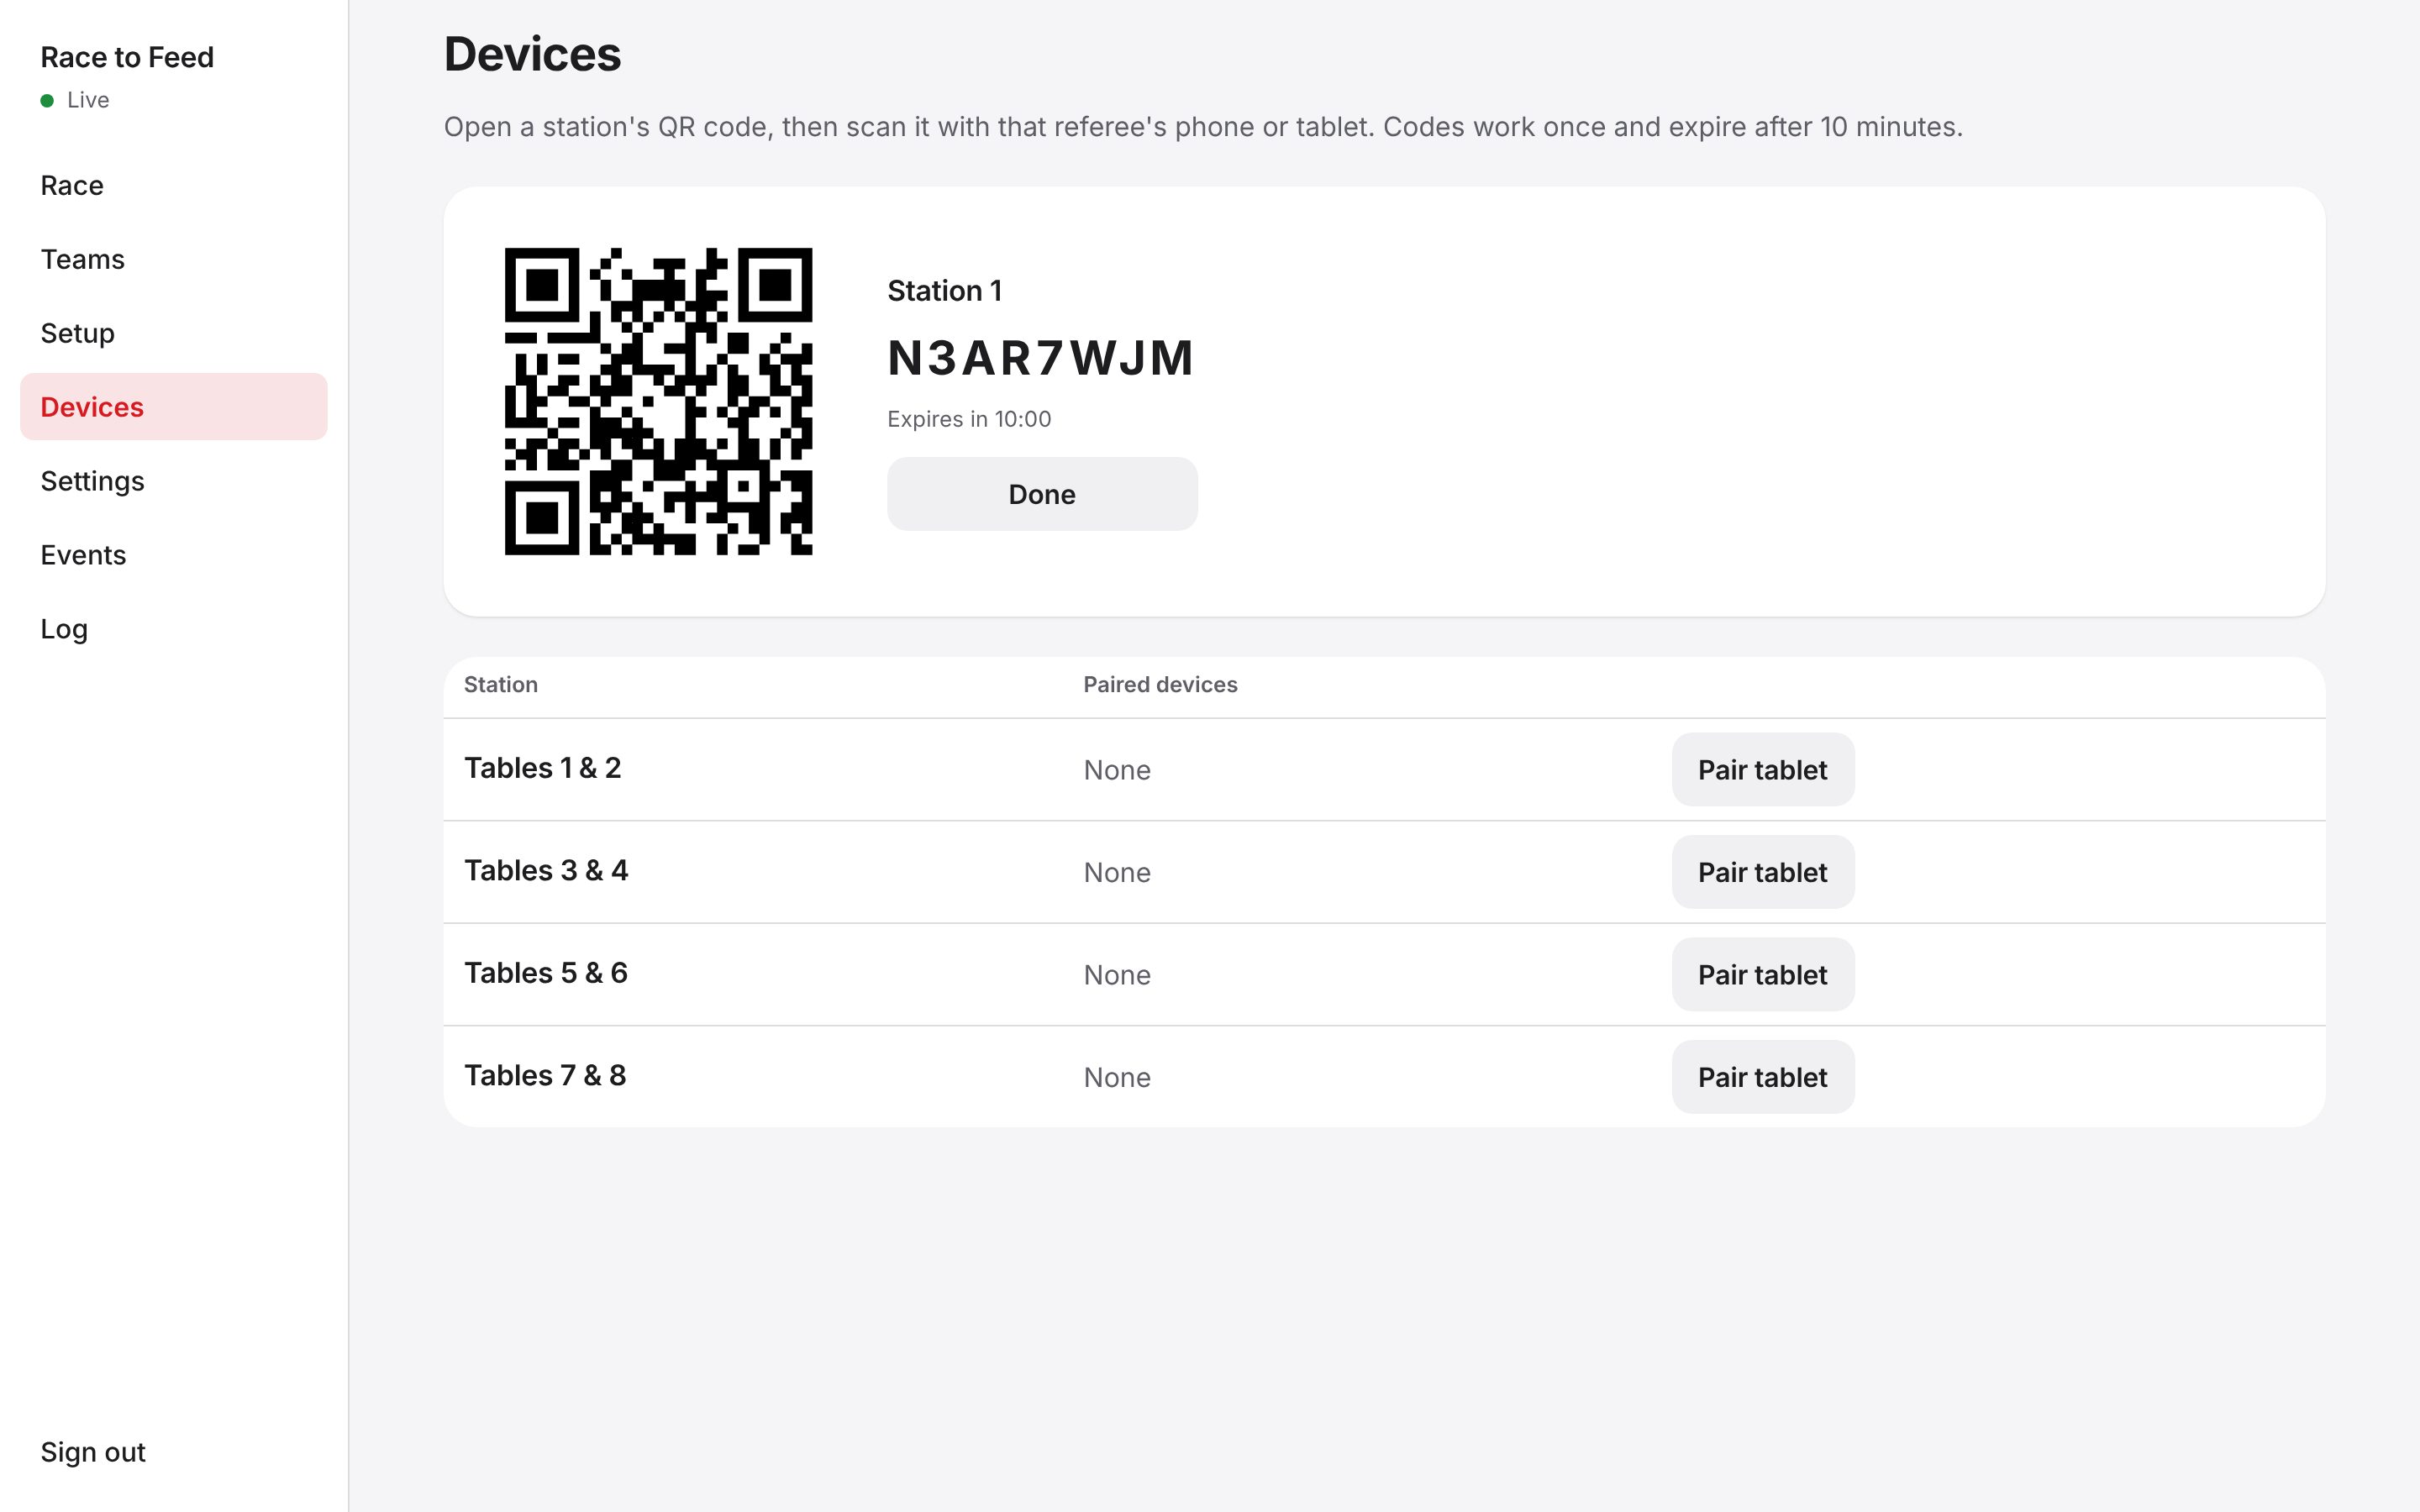 Race to Feed
Live
Race
Teams
Setup
Devices
Settings
Events
Log
Sign out
Devices
Open a station's QR code, then scan it with that referee's phone or tablet. Codes work once and expire after 10 minutes.
Station 1
N3AR7WJM
Expires in 10:00
Done
Station Paired devices
Tables 1 & 2 None Pair tablet
Tables 3 & 4 None Pair tablet
Tables 5 & 6 None Pair tablet
Tables 7 & 8 None Pair tablet